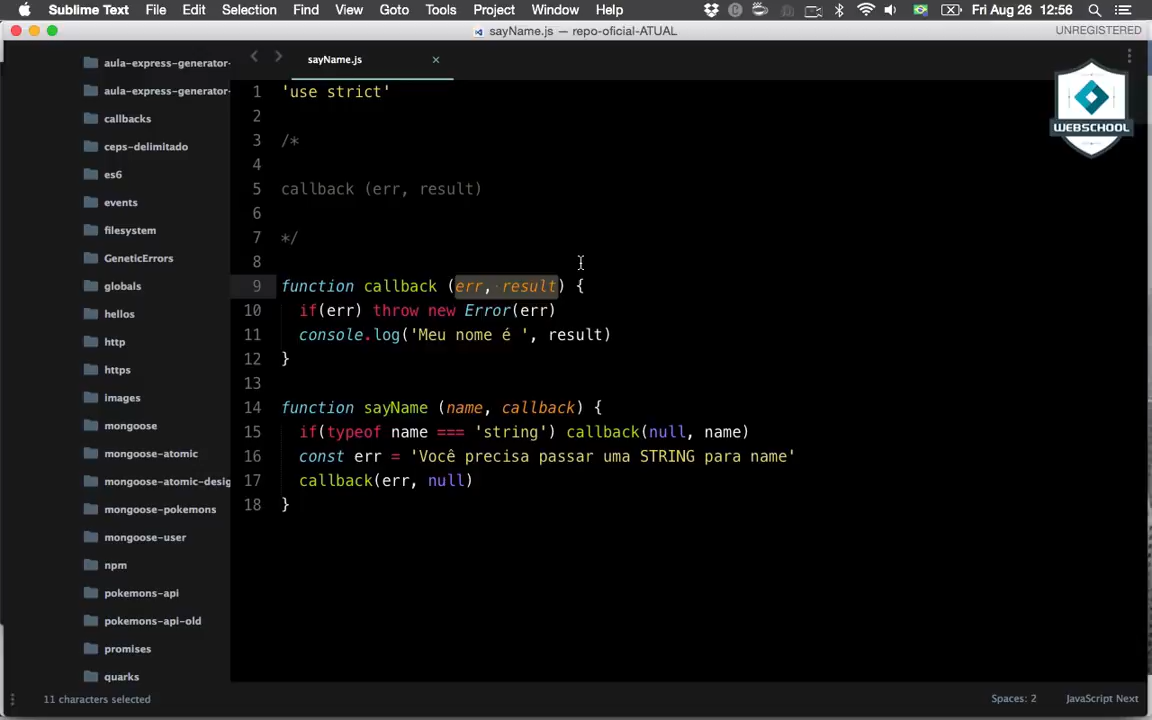 Sublime Text File Edit Selection Find View Goto Tools Project Window Help Fri Aug 26 12:56
sayName.js — repo-oficial-ATUAL UNREGISTERED
aula-express-generator-
aula-express-generator-
callbacks
ceps-delimitado
es6
events
filesystem
GeneticErrors
globals
hellos
http
https
images
mongoose
mongoose-atomic
mongoose-atomic-desig
mongoose-pokemons
mongoose-user
npm
pokemons-api
pokemons-api-old
promises
quarks
sayName.js ×
1 'use strict'
2
3 /*
4
5 callback (err, result)
6
7 */
8
9 function callback (err, result) {
10 if(err) throw new Error(err)
11 console.log('Meu nome é ', result)
12 }
13
14 function sayName (name, callback) {
15 if(typeof name === 'string') callback(null, name)
16 const err = 'Você precisa passar uma STRING para name'
17 callback(err, null)
18 }
WEBSCHOOL
11 characters selected Spaces: 2 JavaScript Next